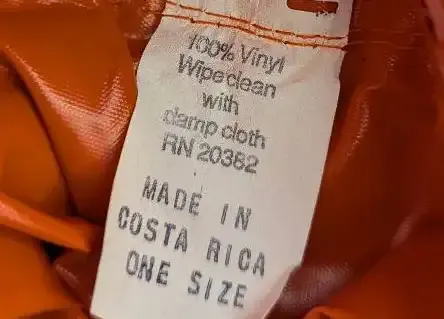 100% Vinyl
Wipe clean
with
damp cloth
RN 20382
MADE IN
COSTA RICA
ONE SIZE